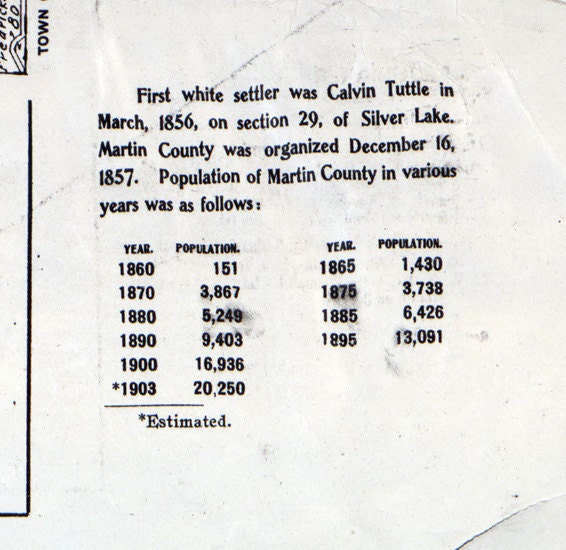 TOWN
First white settler was Calvin Tuttle in
March, 1856, on section 29, of Silver Lake.
Martin County was organized December 16,
1857. Population of Martin County in various
years was as follows:
YEAR. POPULATION. YEAR. POPULATION.
1860 151 1865 1,430
1870 3,867 1875 3,738
1880 5,249 1885 6,426
1890 9,403 1895 13,091
1900 16,936
*1903 20,250
*Estimated.